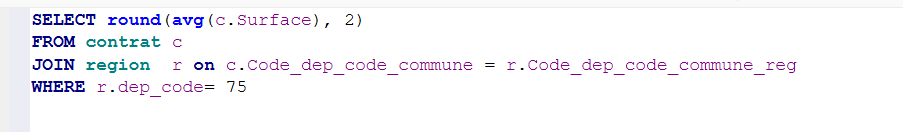 SELECT round(avg(c.Surface), 2)
FROM contrat c
JOIN region  r on c.Code_dep_code_commune = r.Code_dep_code_commune_reg
WHERE r.dep_code= 75